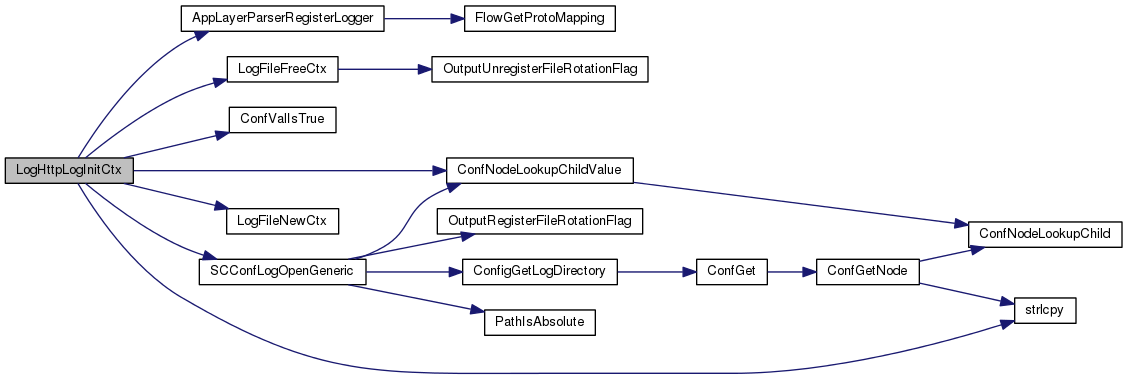 AppLayerParserRegisterLogger
FlowGetProtoMapping
LogFileFreeCtx
OutputUnregisterFileRotationFlag
ConfValIsTrue
LogHttpLogInitCtx
ConfNodeLookupChildValue
LogFileNewCtx
OutputRegisterFileRotationFlag
ConfNodeLookupChild
SCConfLogOpenGeneric
ConfigGetLogDirectory
ConfGet
ConfGetNode
PathIsAbsolute
strlcpy